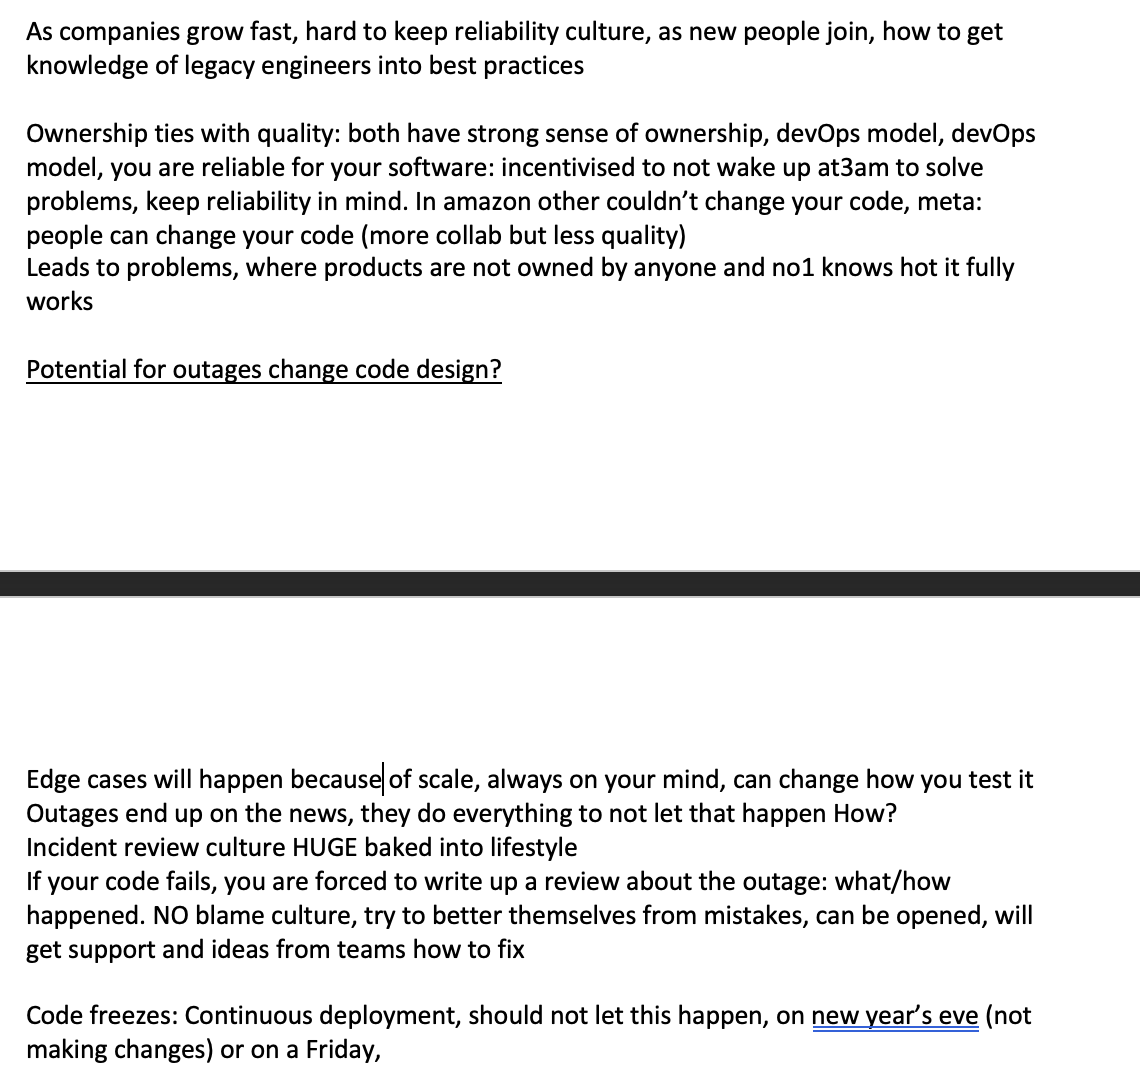 As companies grow fast, hard to keep reliability culture, as new people join, how to get
knowledge of legacy engineers into best practices
Ownership ties with quality: both have strong sense of ownership, devOps model, devOps
model, you are reliable for your software: incentivised to not wake up at3am to solve
problems, keep reliability in mind. In amazon other couldn’t change your code, meta:
people can change your code (more collab but less quality)
Leads to problems, where products are not owned by anyone and no1 knows hot it fully
works
Potential for outages change code design?
Edge cases will happen because of scale, always on your mind, can change how you test it
Outages end up on the news, they do everything to not let that happen How?
Incident review culture HUGE baked into lifestyle
If your code fails, you are forced to write up a review about the outage: what/how
happened. NO blame culture, try to better themselves from mistakes, can be opened, will
get support and ideas from teams how to fix
Code freezes: Continuous deployment, should not let this happen, on new year’s eve (not
making changes) or on a Friday,